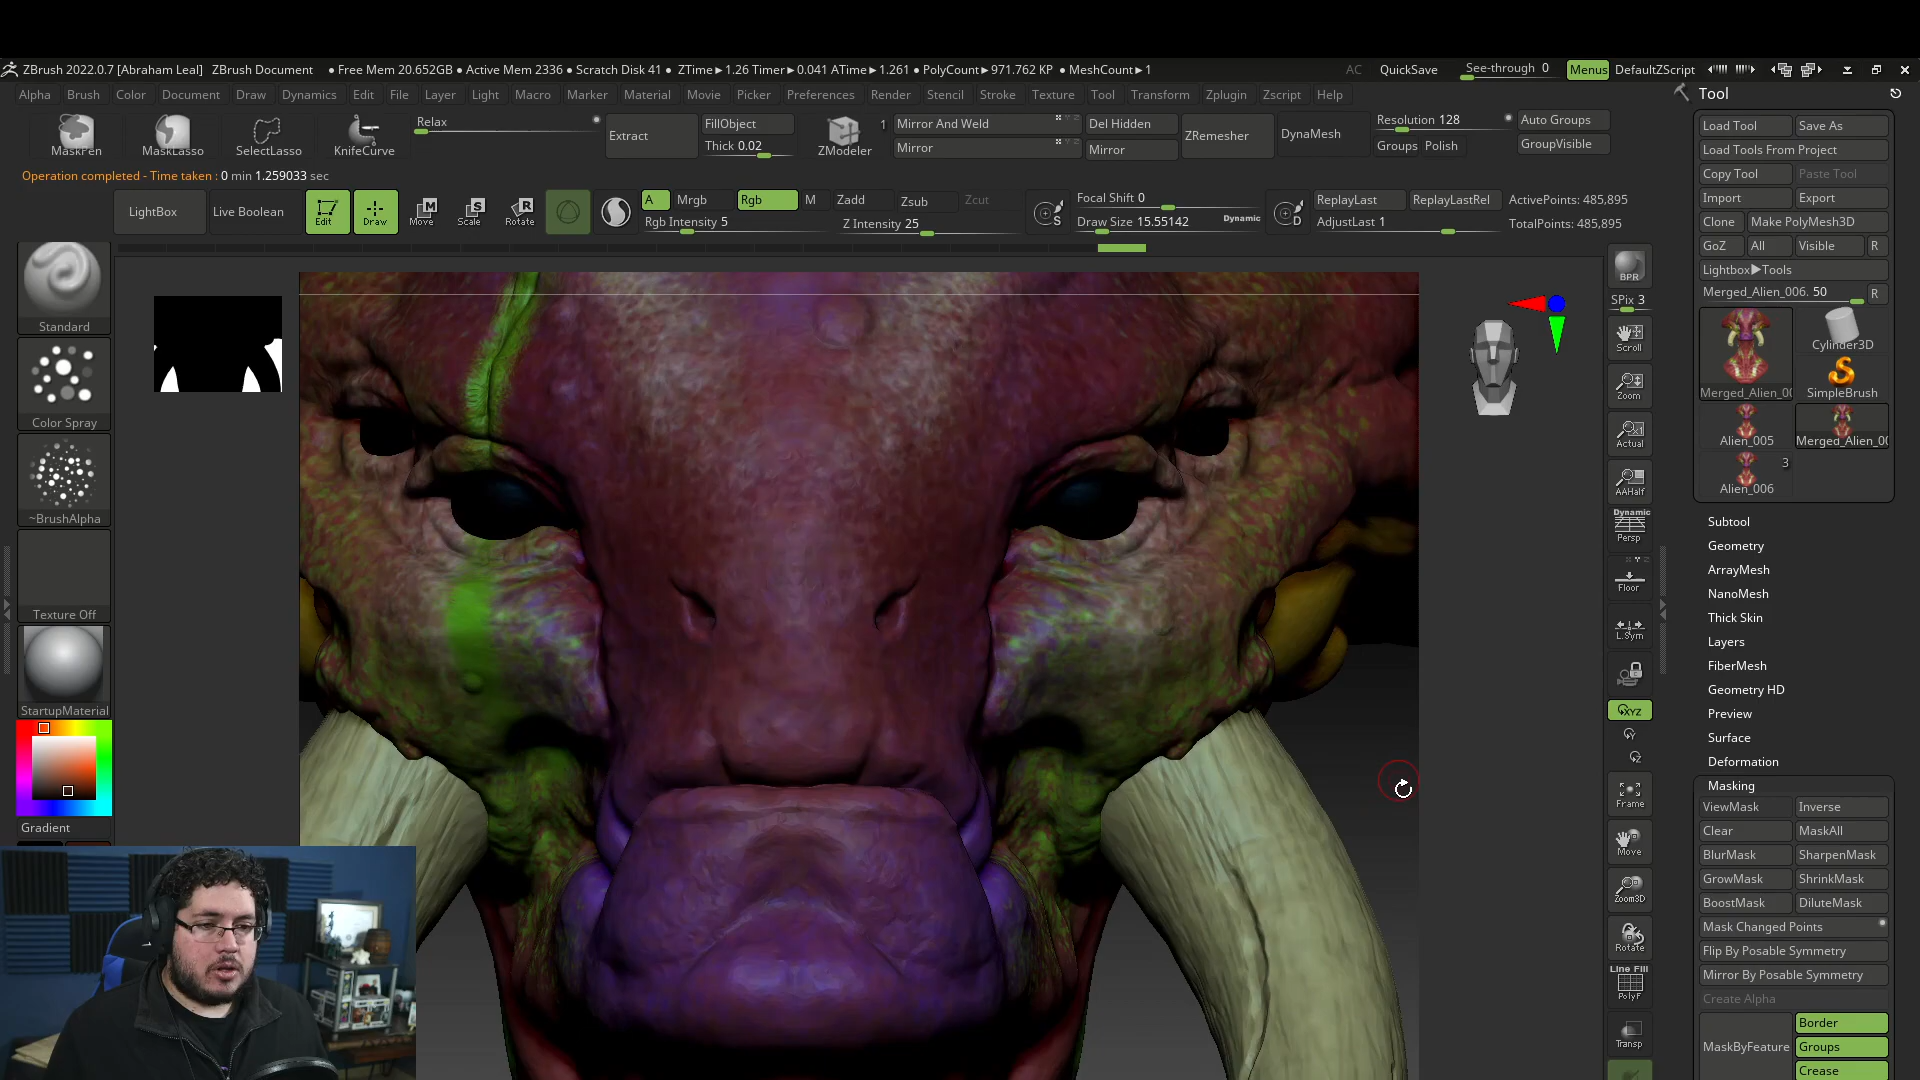 ZBrush 2022.0.7 [Abraham Leal] ZBrush Document • Free Mem 20.652GB • Active Mem 2336 • Scratch Disk 41 • ZTime►1.26 Timer►0.041 ATime►1.261 • PolyCount►971.762 KP • MeshCount►1 AC QuickSave See-through 0 Menus DefaultZScript
Alpha Brush Color Document Draw Dynamics Edit File Layer Light Macro Marker Material Movie Picker Preferences Render Stencil Stroke Texture Tool Transform Zplugin Zscript Help
MaskPen MaskLasso SelectLasso KnifeCurve Relax Extract FillObject Thick 0.02 ZModeler 1 Mirror And Weld Mirror Del Hidden Mirror ZRemesher DynaMesh Resolution 128 Groups Polish Auto Groups GroupVisible
Operation completed - Time taken : 0 min 1.259033 sec
LightBox Live Boolean Edit Draw Move Scale Rotate A Mrgb Rgb M Zadd Zsub Zcut Focal Shift 0 ReplayLast ReplayLastRel ActivePoints: 485,895
Rgb Intensity 5 Z Intensity 25 Draw Size 15.55142 Dynamic AdjustLast 1 TotalPoints: 485,895
Standard
Color Spray
~BrushAlpha
Texture Off
StartupMaterial
Gradient
BPR
SPix 3
Scroll
Zoom
Actual
AAHalf
Dynamic
Persp
Floor
L.Sym
XYZ
Y
Z
Frame
Move
Zoom3D
Rotate
Line Fill
PolyF
Transp
Tool
Load Tool Save As
Load Tools From Project
Copy Tool Paste Tool
Import Export
Clone Make PolyMesh3D
GoZ All Visible R
Lightbox►Tools
Merged_Alien_006. 50 R
Merged_Alien_00 Cylinder3D
SimpleBrush
Alien_005 Merged_Alien_00
3
Alien_006
Subtool
Geometry
ArrayMesh
NanoMesh
Thick Skin
Layers
FiberMesh
Geometry HD
Preview
Surface
Deformation
Masking
ViewMask Inverse
Clear MaskAll
BlurMask SharpenMask
GrowMask ShrinkMask
BoostMask DiluteMask
Mask Changed Points
Flip By Posable Symmetry
Mirror By Posable Symmetry
Create Alpha
MaskByFeature Border
Groups
Crease